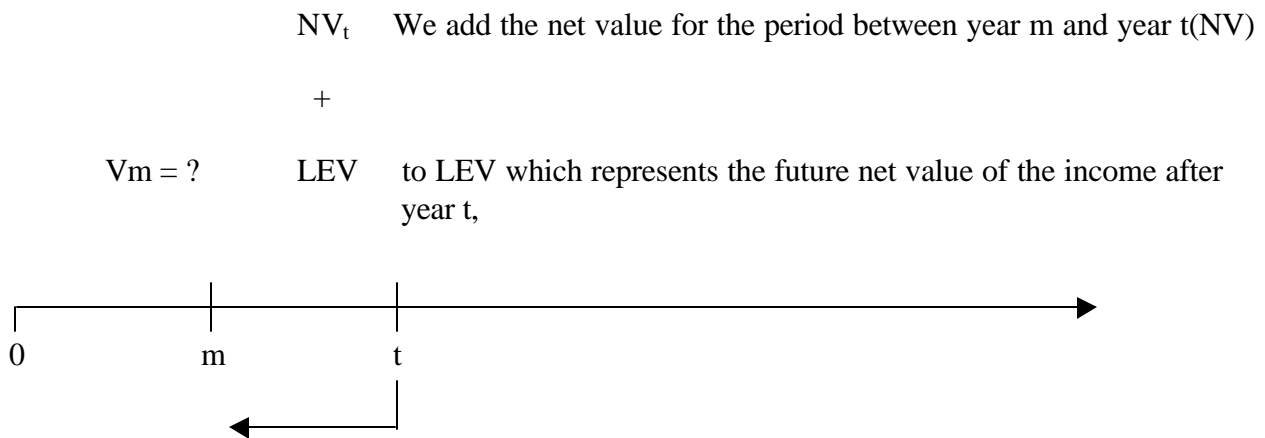 NVt We add the net value for the period between year m and year t(NV)
+
Vm = ? LEV to LEV which represents the future net value of the income after
year t,
0 m t